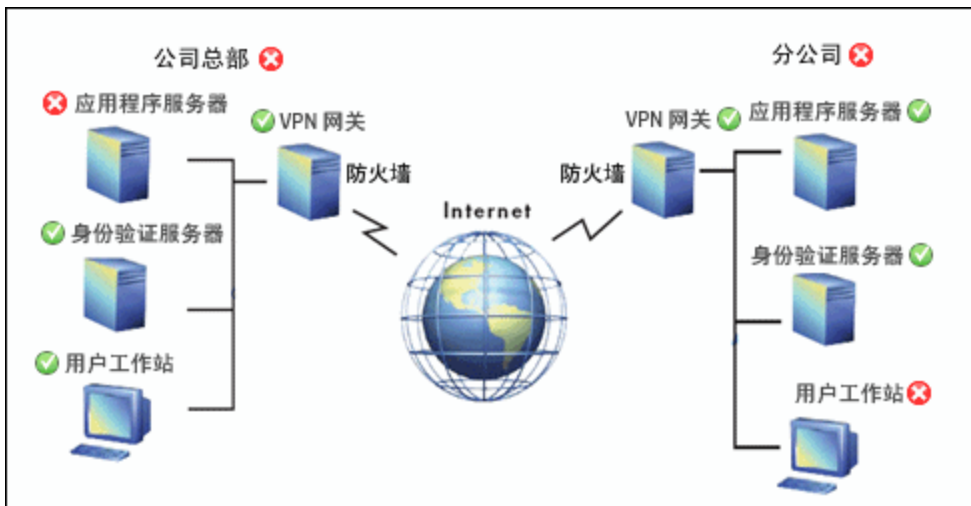 公司总部
分公司
应用程序服务器
VPN 网关
防火墙
身份验证服务器
用户工作站
Internet
VPN 网关
防火墙
应用程序服务器
身份验证服务器
用户工作站